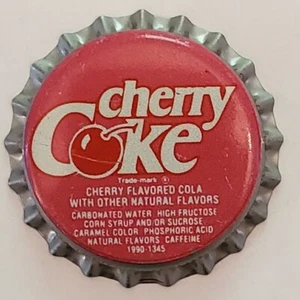 cherry
Coke
Trade-mark ®
CHERRY FLAVORED COLA
WITH OTHER NATURAL FLAVORS
CARBONATED WATER HIGH FRUCTOSE
CORN SYRUP AND/OR SUCROSE
CARAMEL COLOR PHOSPHORIC ACID
NATURAL FLAVORS CAFFEINE
1990-1345